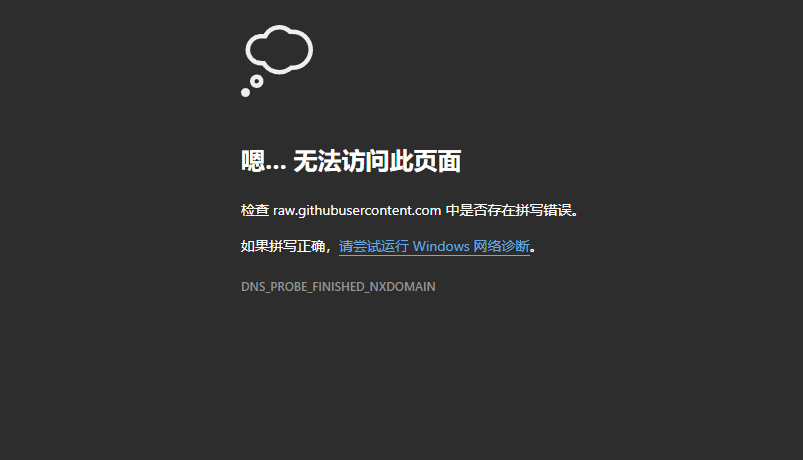 嗯… 无法访问此页面
检查 raw.githubusercontent.com 中是否存在拼写错误。
如果拼写正确，请尝试运行 Windows 网络诊断。
DNS_PROBE_FINISHED_NXDOMAIN